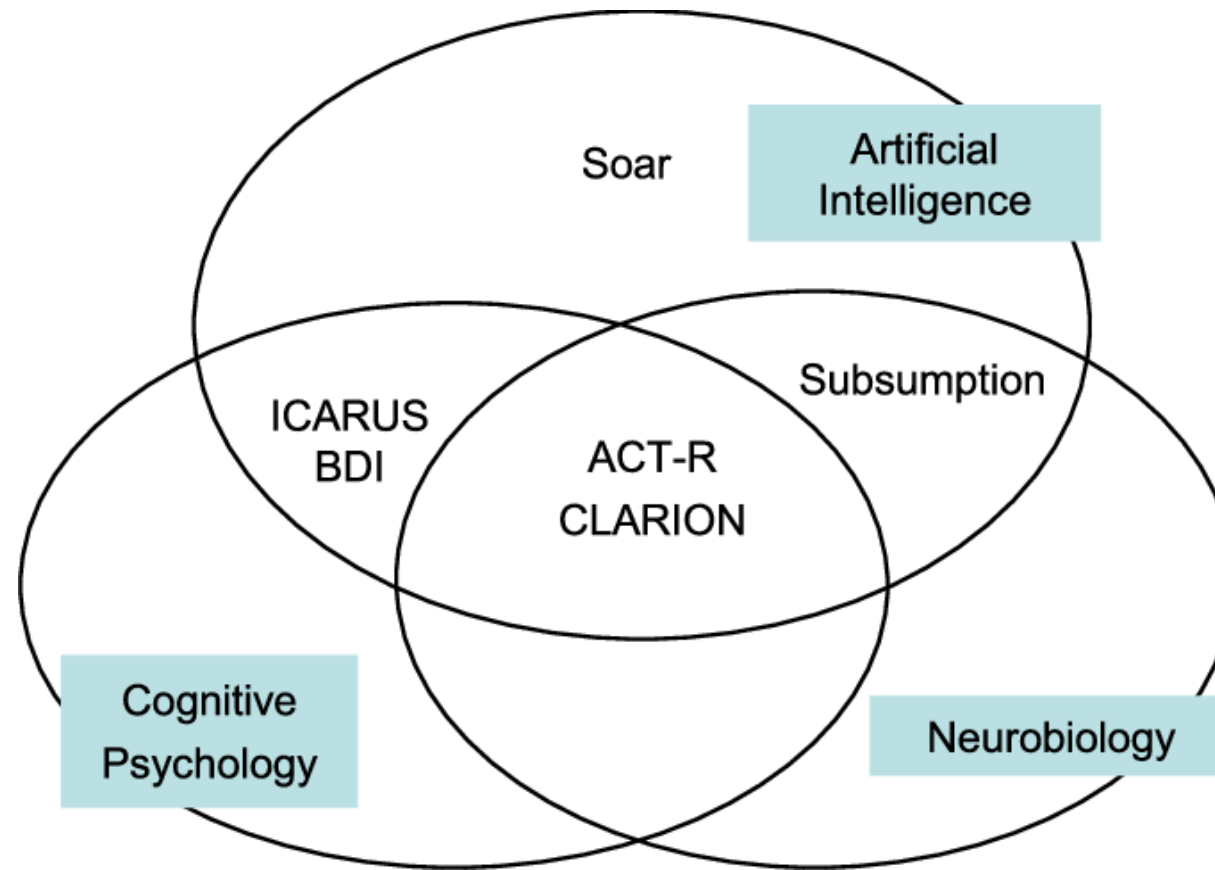 Soar
Artificial
Intelligence
Subsumption
ICARUS
BDI
ACT-R
CLARION
Cognitive
Psychology
Neurobiology